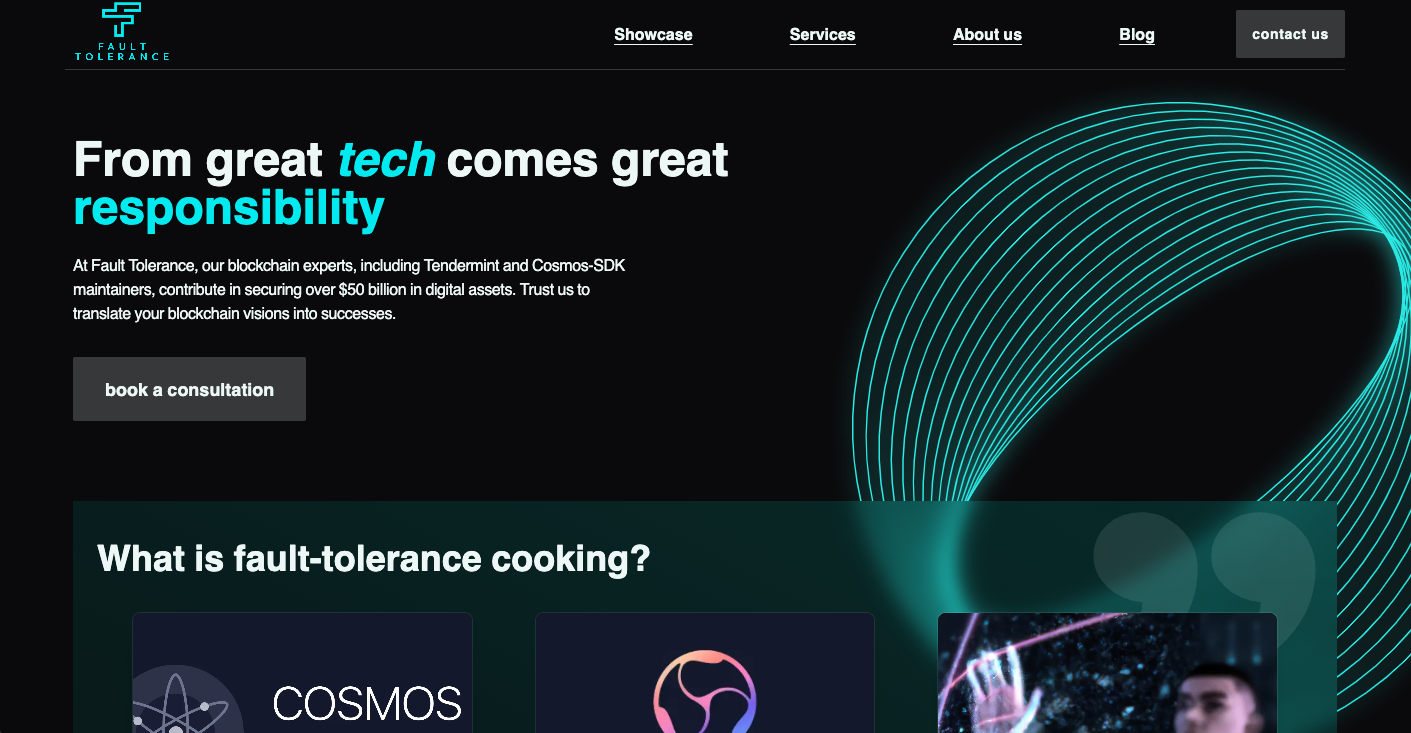 FAULT
TOLERANCE
Showcase
Services
About us
Blog
contact us
From great tech comes great
responsibility
At Fault Tolerance, our blockchain experts, including Tendermint and Cosmos-SDK
maintainers, contribute in securing over $50 billion in digital assets. Trust us to
translate your blockchain visions into successes.
book a consultation
What is fault-tolerance cooking?
COSMOS